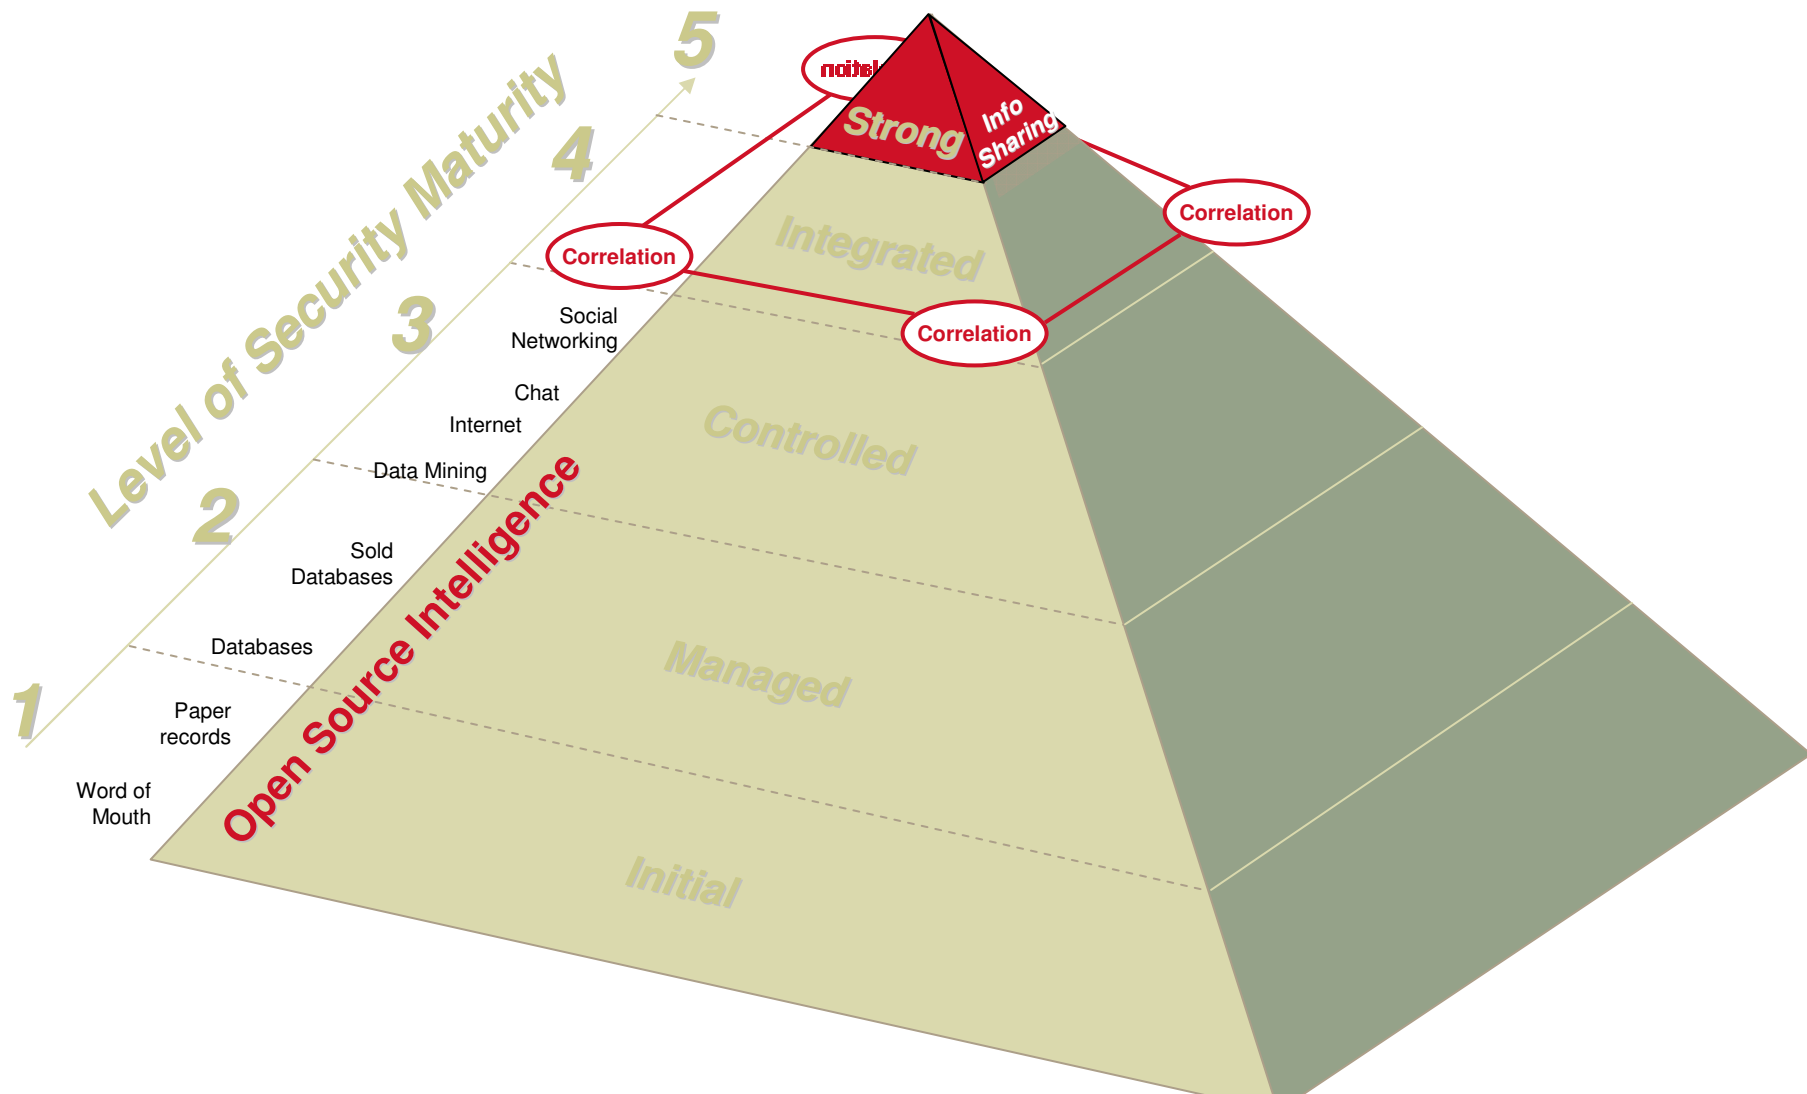 5
Strong
Info
Sharing
4
Level of Security Maturity
Correlation
Correlation
Integrated
3
Social
Networking
Correlation
Chat
Internet
Controlled
Data Mining
2
Open Source Intelligence
Sold
Databases
Databases
Managed
1
Paper
records
Word of
Mouth
Initial